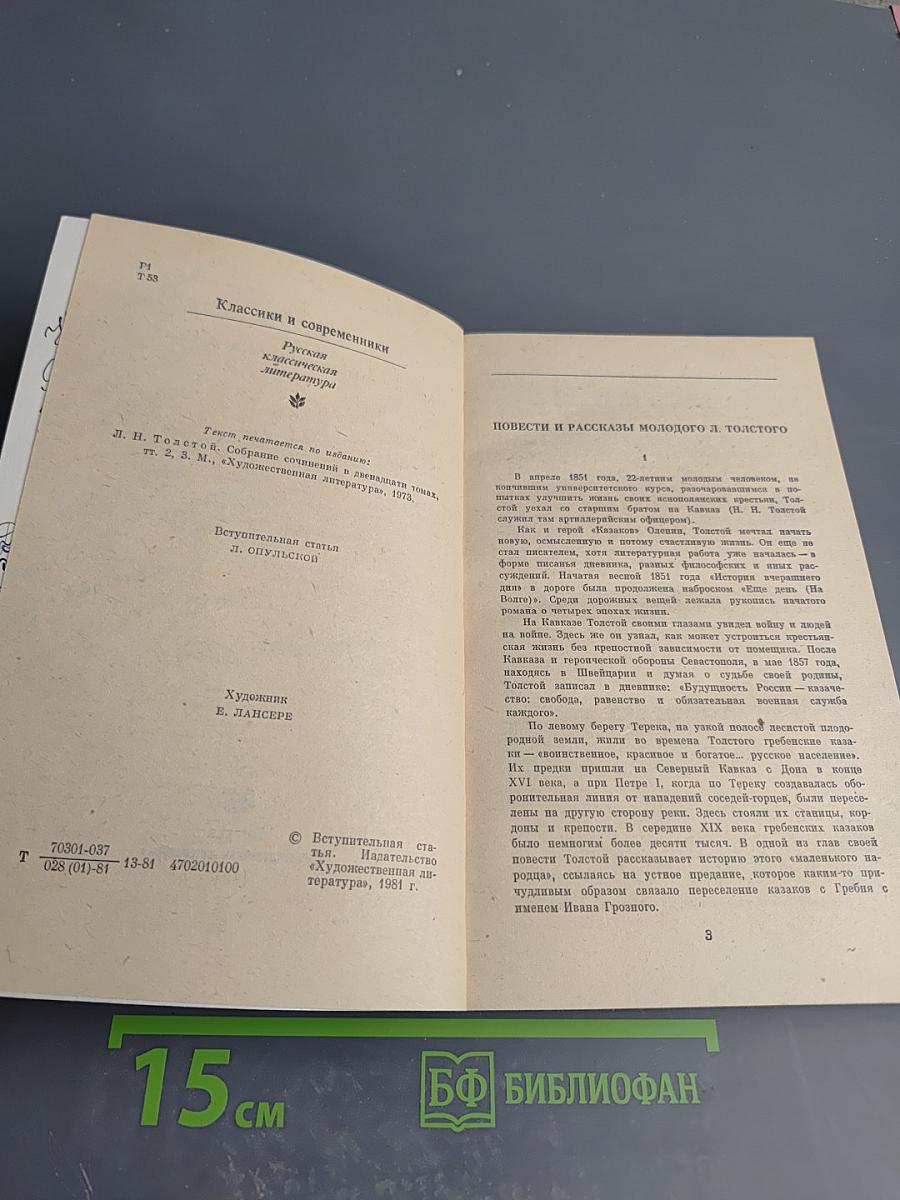 Р1
Т 53
Классики и современники
Русская
классическая
литература
Текст печатается по изданию:
Л. Н. Толстой. Собрание сочинений в двенадцати томах,
тт. 2, 3. М., «Художественная литература», 1973.
Вступительная статья
Л. ОПУЛЬСКОЙ
Художник
Е. ЛАНСЕРЕ
Т 70301-037
028 (01)-81 13-81 4702010100
© Вступительная ста-
тья. Издательство
«Художественная ли-
тература», 1981 г.
ПОВЕСТИ И РАССКАЗЫ МОЛОДОГО Л. ТОЛСТОГО
1
В апреле 1851 года, 22-летним молодым человеком, не
кончившим университетского курса, разочаровавшимся в по-
пытках улучшить жизнь своих яснополянских крестьян, Тол-
стой уехал со старшим братом на Кавказ (Н. Н. Толстой
служил там артиллерийским офицером).
Как и герой «Казаков» Оленин, Толстой мечтал начать
новую, осмысленную и потому счастливую жизнь. Он еще не
стал писателем, хотя литературная работа уже началась — в
форме писанья дневника, разных философских и иных рас-
суждений. Начатая весной 1851 года «История вчерашнего
дня» в дороге была продолжена наброском «Еще день (На
Волге)». Среди дорожных вещей лежала рукопись начатого
романа о четырех эпохах жизни.
На Кавказе Толстой своими глазами увидел войну и людей
на войне. Здесь же он узнал, как может устроиться крестьян-
ская жизнь без крепостной зависимости от помещика. После
Кавказа и героической обороны Севастополя, в мае 1857 года,
находясь в Швейцарии и думая о судьбе своей родины,
Толстой записал в дневнике: «Будущность России — казаче-
ство: свобода, равенство и обязательная военная служба
каждого».
По левому берегу Терека, на узкой полосе лесистой плодо-
родной земли, жили во времена Толстого гребенские каза-
ки — «воинственное, красивое и богатое... русское население».
Их предки пришли на Северный Кавказ с Дона в конце
XVI века, а при Петре I, когда по Тереку создавалась обо-
ронительная линия от нападений соседей-горцев, были пересе-
лены на другую сторону реки. Здесь стояли их станицы, кор-
доны и крепости. В середине XIX века гребенских казаков
было немногим более десяти тысяч. В одной из глав своей
повести Толстой рассказывает историю этого «маленького на-
родца», ссылаясь на устное предание, которое каким-то при-
чудливым образом связало переселение казаков с Гребня с
именем Ивана Грозного.
3
15 см
БФ БИБЛИОФАН